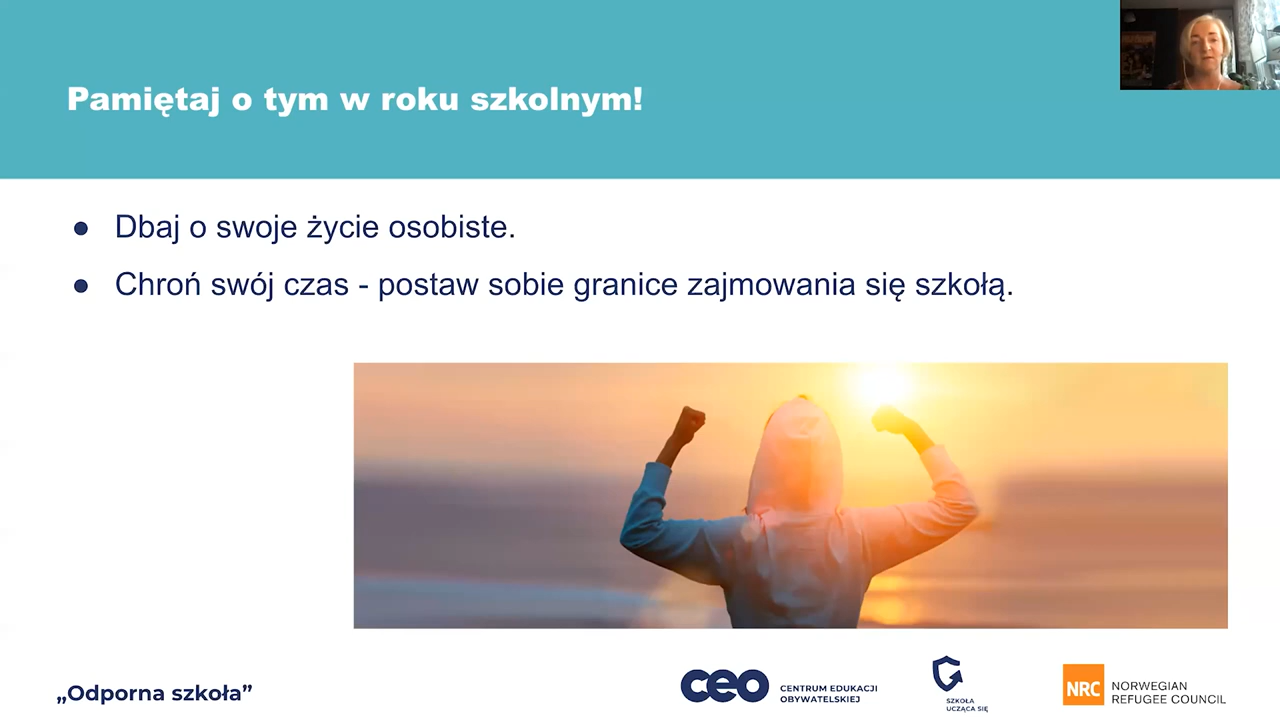 Pamiętaj o tym w roku szkolnym!
● Dbaj o swoje życie osobiste.
● Chroń swój czas - postaw sobie granice zajmowania się szkołą.
„Odporna szkoła”
ceo
CENTRUM EDUKACJI
OBYWATELSKIEJ
SZKOŁA
UCZĄCA SIĘ
NRC
NORWEGIAN
REFUGEE COUNCIL